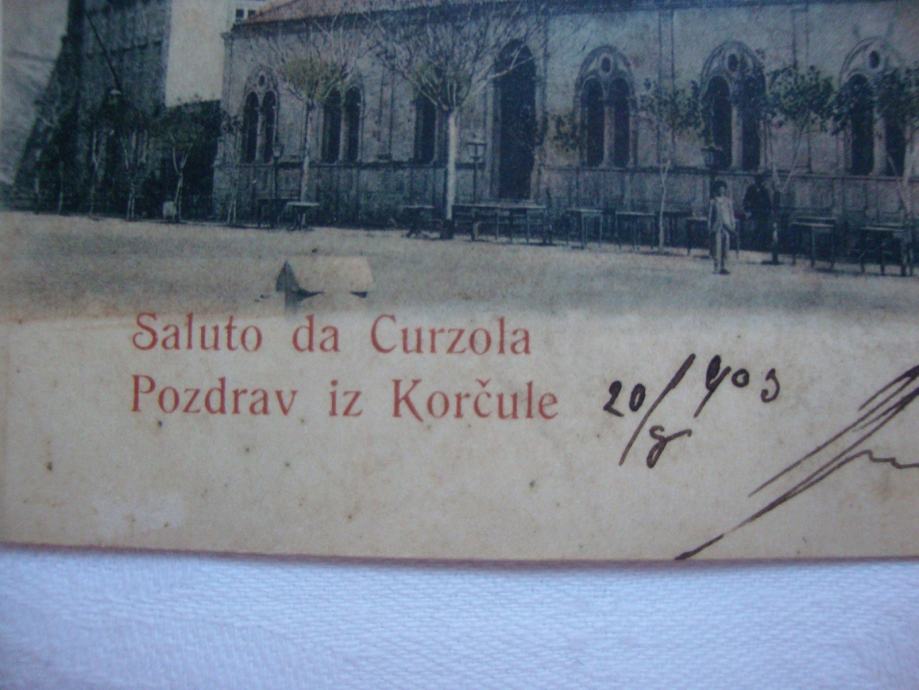 Saluto da Curzola
Pozdrav iz Korčule
20/8 903